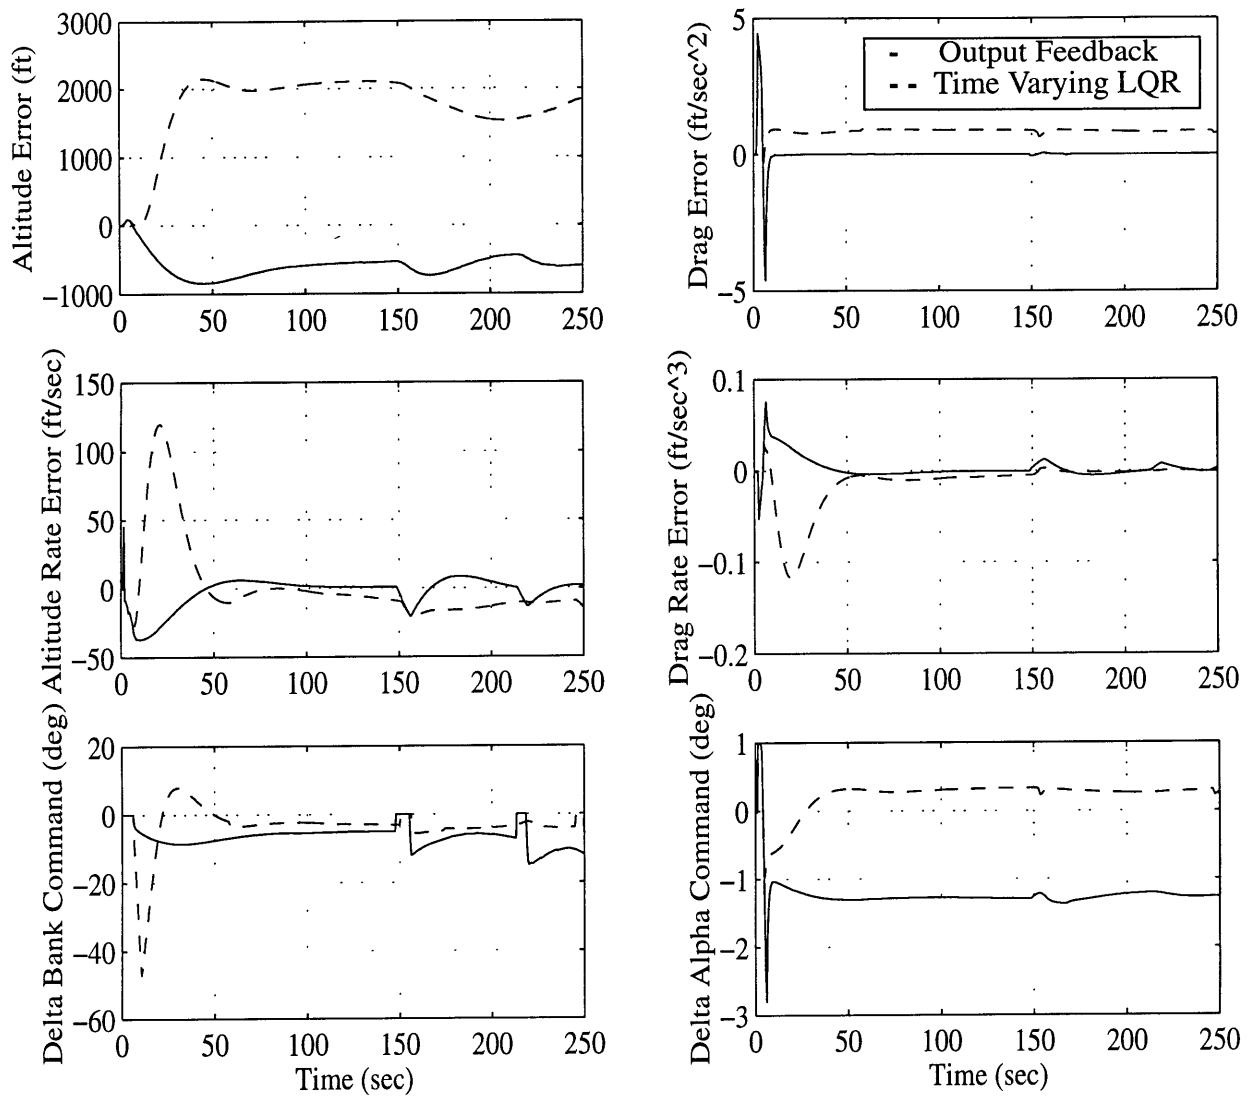 Altitude Error (ft)
3000
2000
1000
0
−1000
0 50 100 150 200 250
Drag Error (ft/sec^2)
5
0
−5
0 50 100 150 200 250
- Output Feedback
-- Time Varying LQR
Altitude Rate Error (ft/sec)
150
100
50
0
−50
0 50 100 150 200 250
Drag Rate Error (ft/sec^3)
0.1
0
−0.1
−0.2
0 50 100 150 200 250
Delta Bank Command (deg)
20
0
−20
−40
−60
0 50 100 150 200 250
Time (sec)
Delta Alpha Command (deg)
1
0
−1
−2
−3
0 50 100 150 200 250
Time (sec)